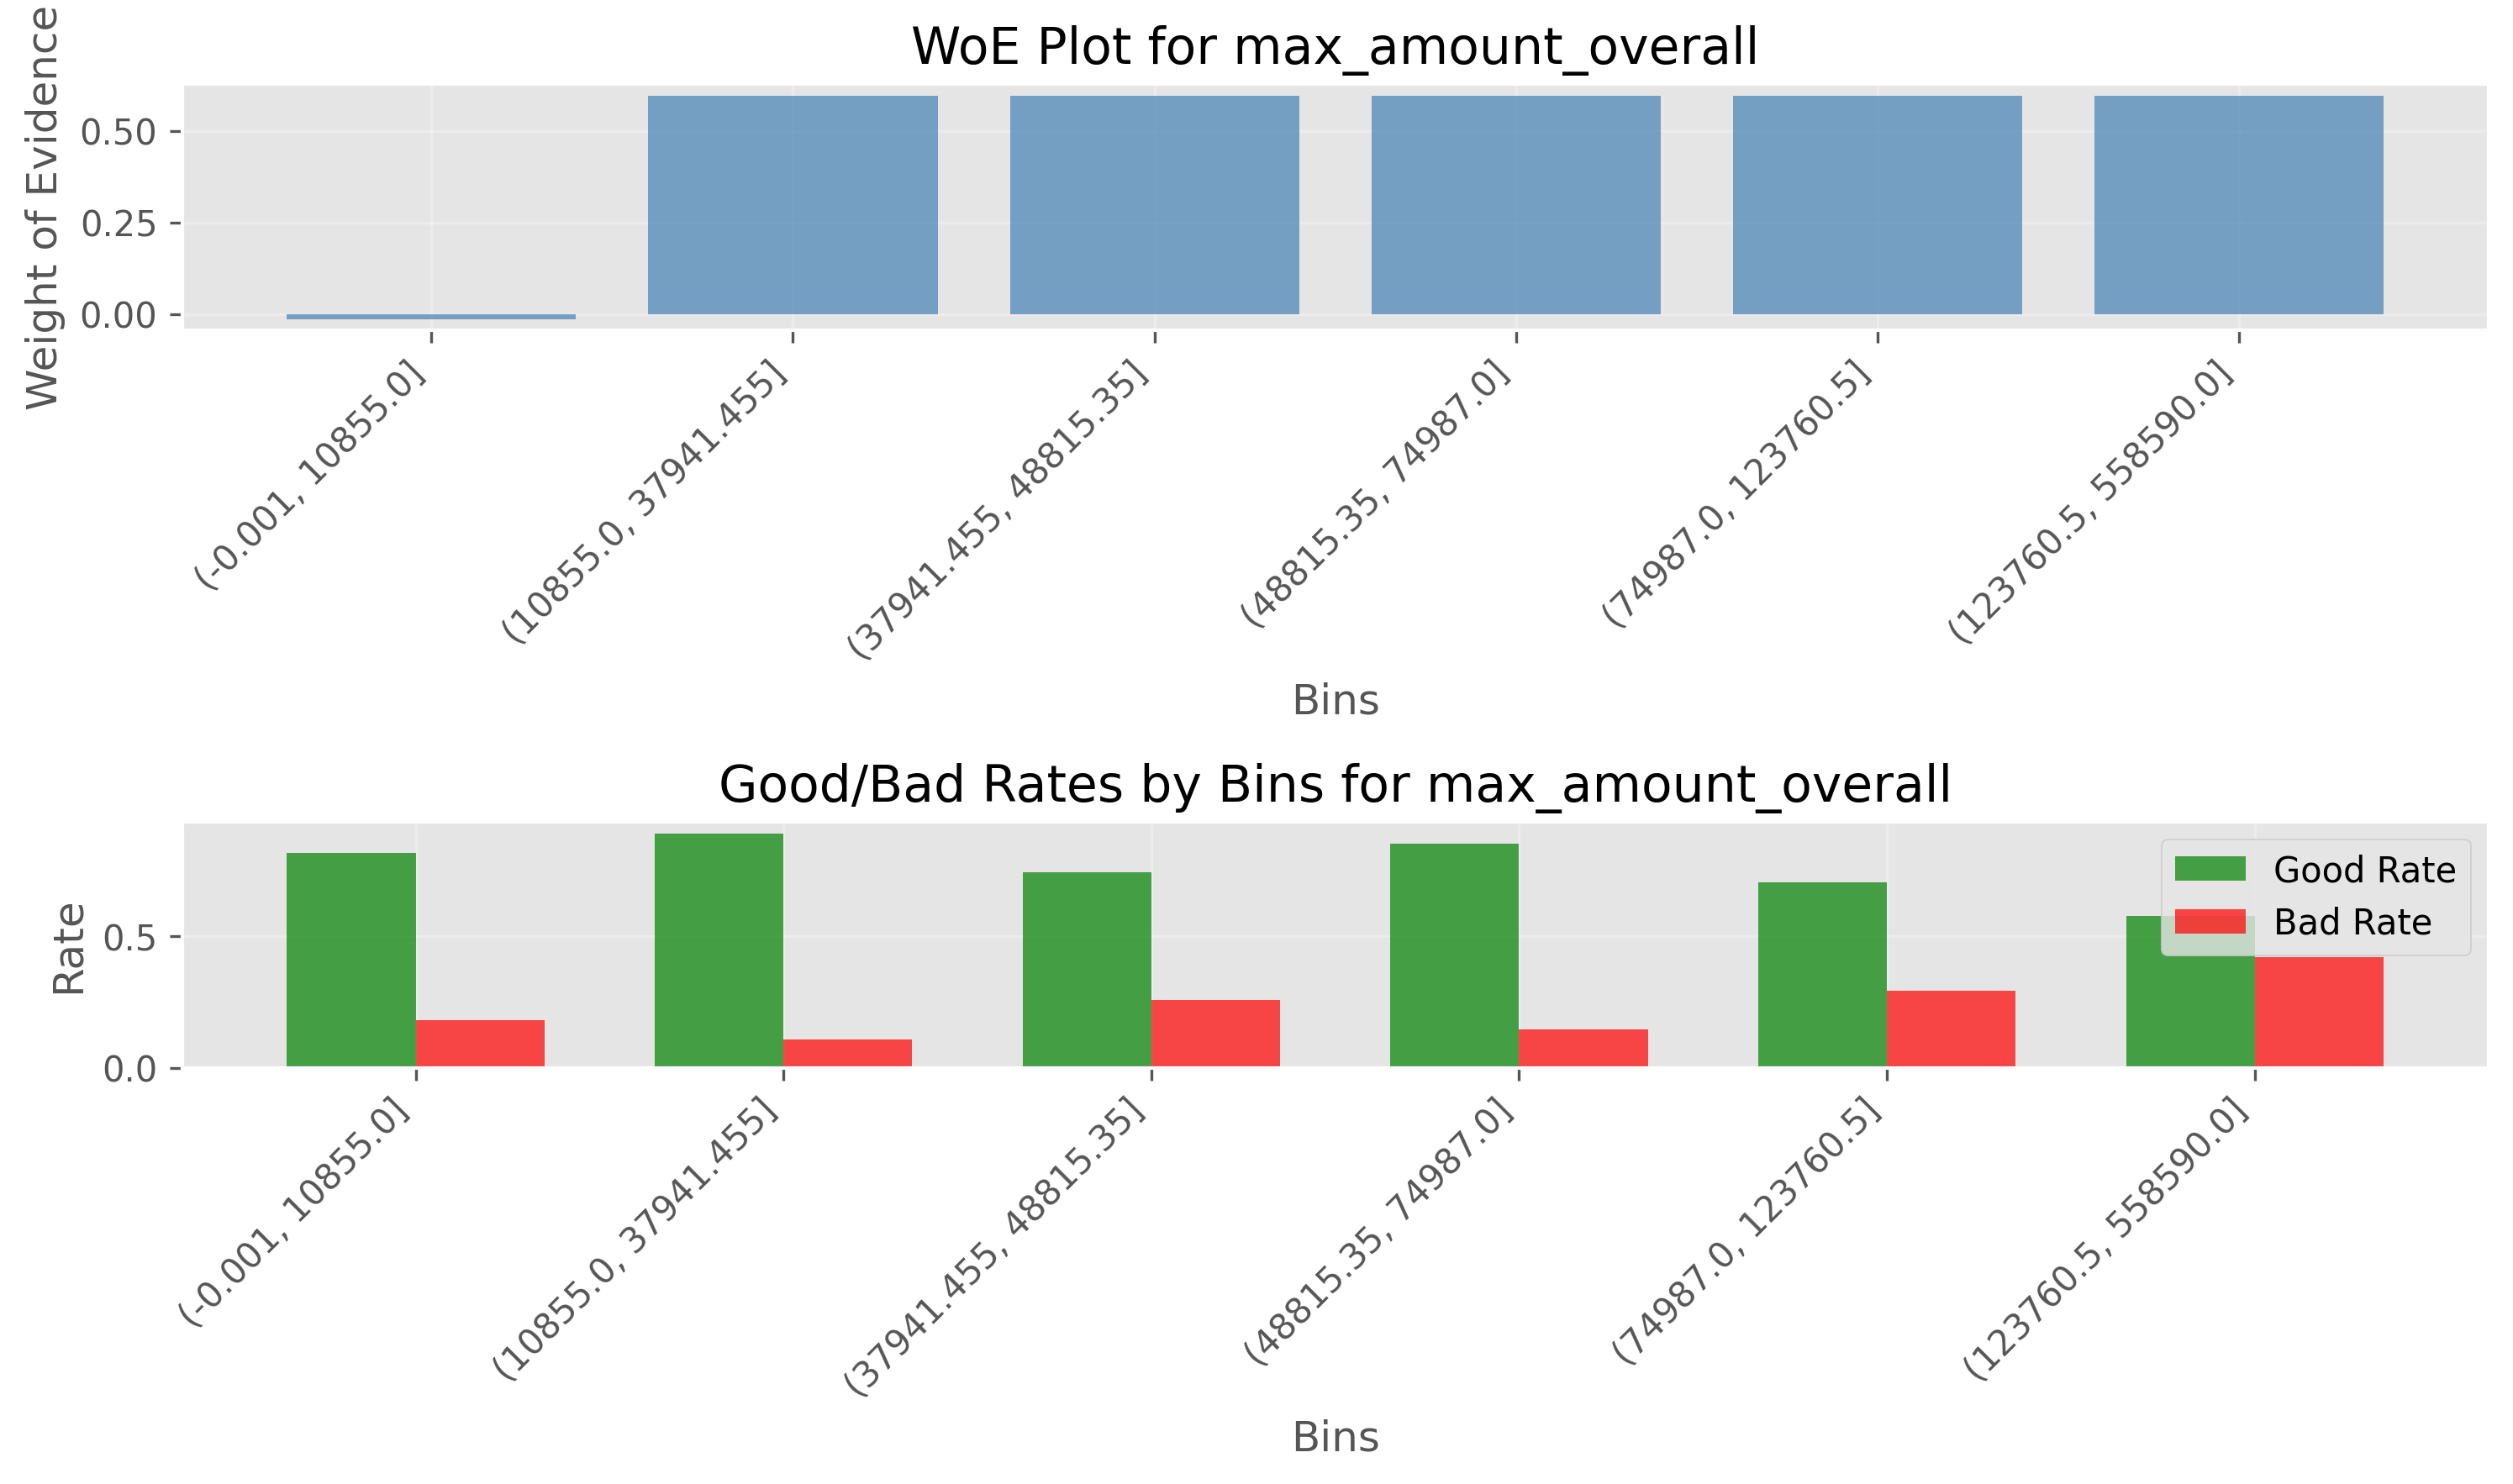 WoE Plot for max_amount_overall
Weight of Evidence
0.50
0.25
0.00
(-0.001, 10855.0]
(10855.0, 37941.455]
(37941.455, 48815.35]
(48815.35, 74987.0]
(74987.0, 123760.5]
(123760.5, 558590.0]
Bins
Good/Bad Rates by Bins for max_amount_overall
Rate
0.5
0.0
Good Rate
Bad Rate
(-0.001, 10855.0]
(10855.0, 37941.455]
(37941.455, 48815.35]
(48815.35, 74987.0]
(74987.0, 123760.5]
(123760.5, 558590.0]
Bins